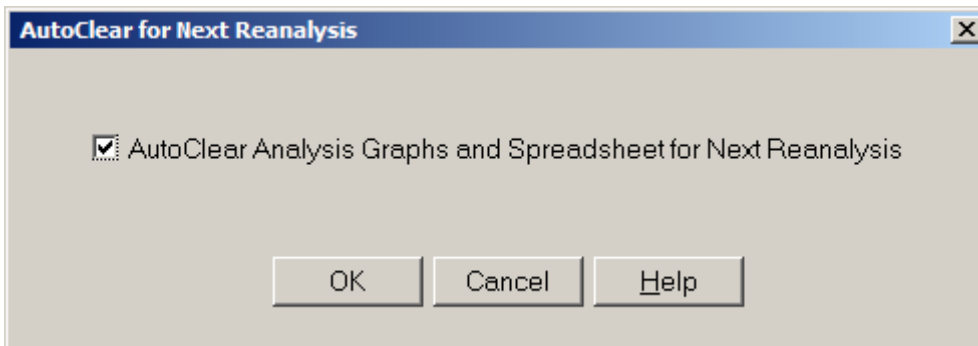 AutoClear for Next Reanalysis
AutoClear Analysis Graphs and Spreadsheet for Next Reanalysis
OK Cancel Help